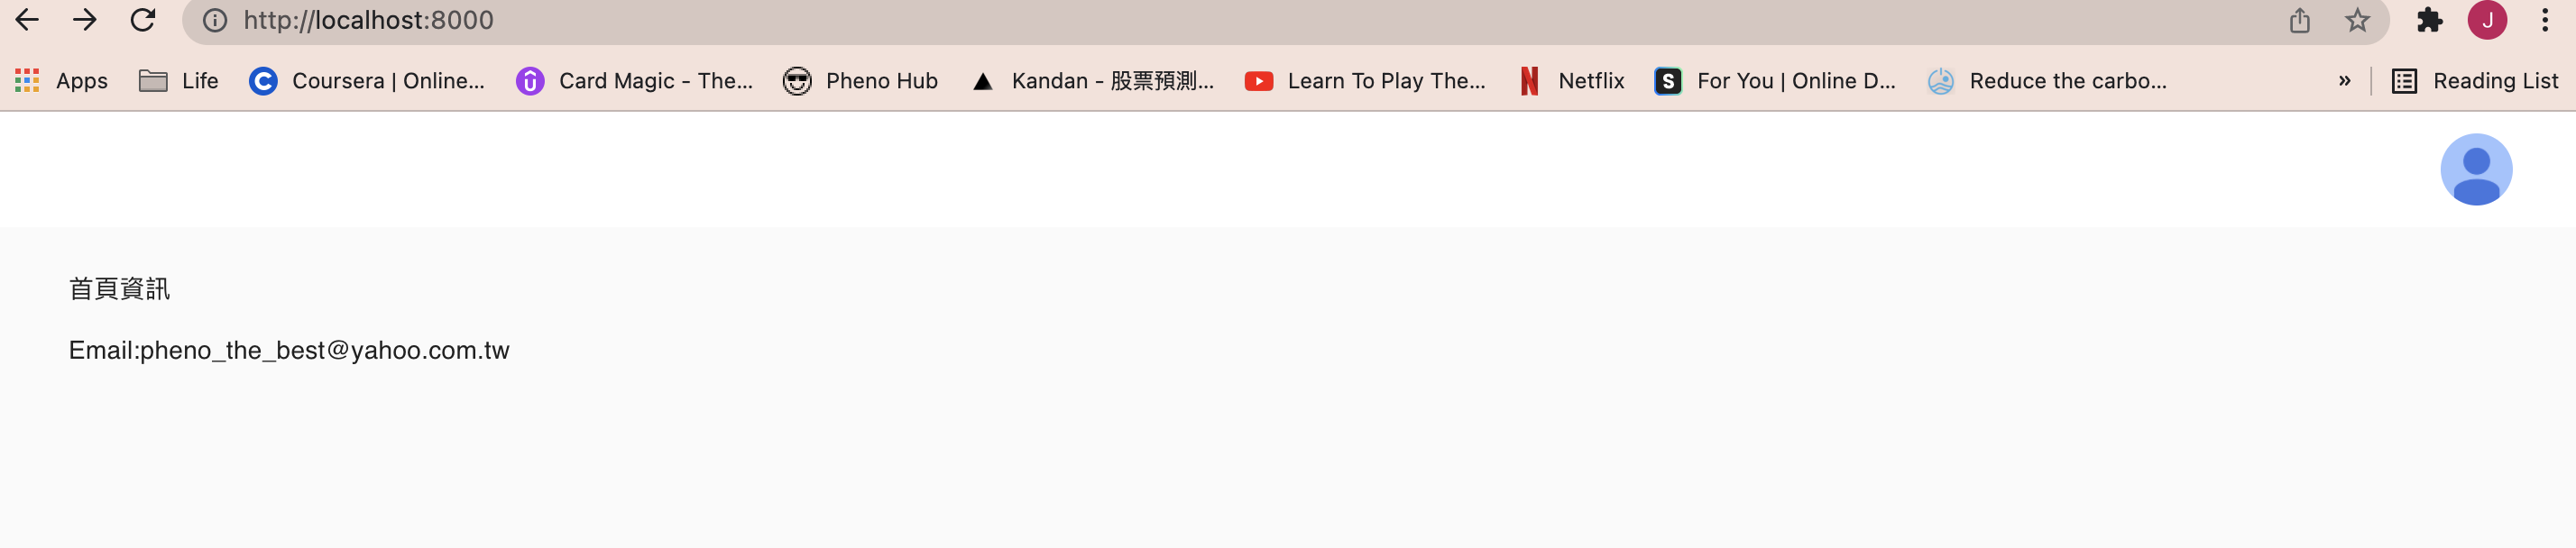 http://localhost:8000
J
Apps Life Coursera | Online... Card Magic - The... Pheno Hub Kandan - 股票預測... Learn To Play The... Netflix For You | Online D... Reduce the carbo... » Reading List
首頁資訊
Email:pheno_the_best@yahoo.com.tw